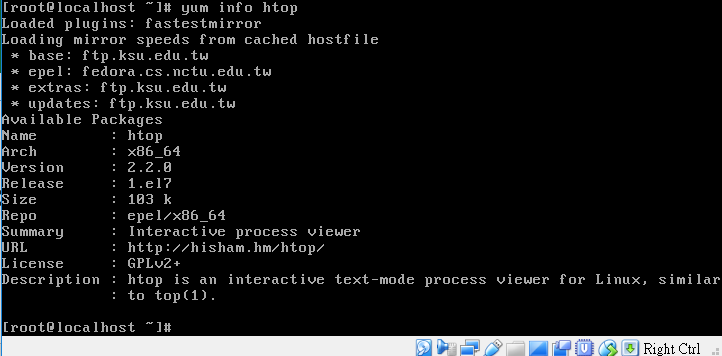 [root@localhost ~]# yum info htop
Loaded plugins: fastestmirror
Loading mirror speeds from cached hostfile
 * base: ftp.ksu.edu.tw
 * epel: fedora.cs.nctu.edu.tw
 * extras: ftp.ksu.edu.tw
 * updates: ftp.ksu.edu.tw
Available Packages
Name        : htop
Arch        : x86_64
Version     : 2.2.0
Release     : 1.el7
Size        : 103 k
Repo        : epel/x86_64
Summary     : Interactive process viewer
URL         : http://hisham.hm/htop/
License     : GPLv2+
Description : htop is an interactive text-mode process viewer for Linux, similar
            : to top(1).
[root@localhost ~]#
Right Ctrl